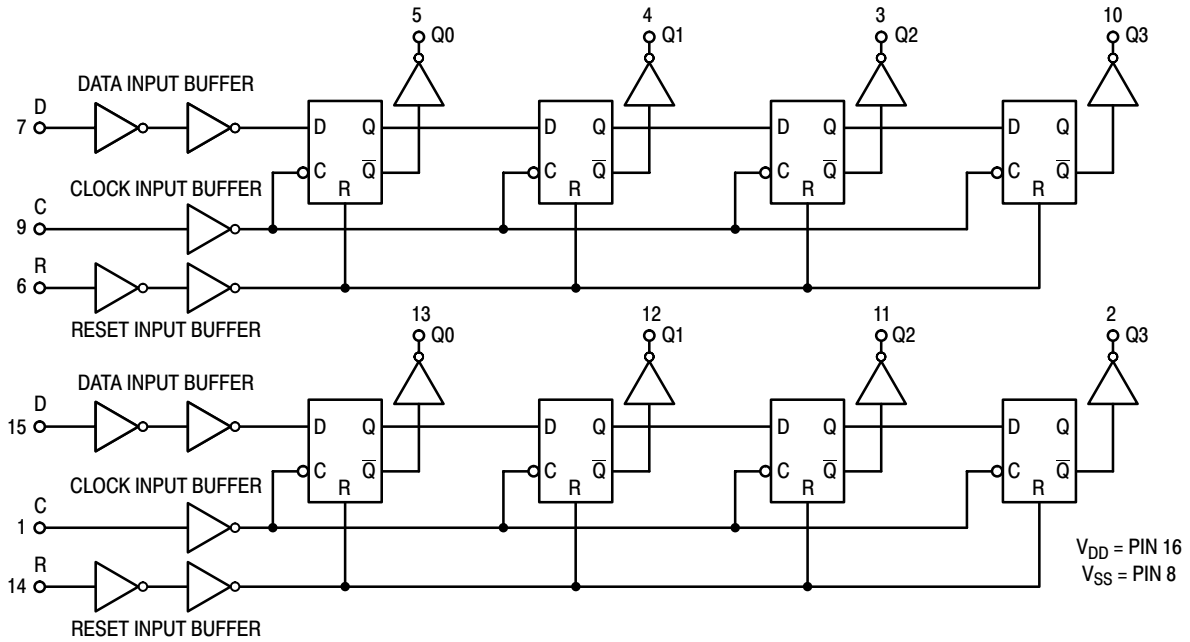 5 4 3 10
Q0 Q1 Q2 Q3
DATA INPUT BUFFER
D
7
D Q D Q D Q D Q
C Q̅ C Q̅ C Q̅ C Q̅
R R R R
CLOCK INPUT BUFFER
C
9
R
6
RESET INPUT BUFFER
13 12 11 2
Q0 Q1 Q2 Q3
DATA INPUT BUFFER
D
15
D Q D Q D Q D Q
C Q̅ C Q̅ C Q̅ C Q̅
R R R R
CLOCK INPUT BUFFER
C
1
R
14
RESET INPUT BUFFER
VDD = PIN 16
VSS = PIN 8